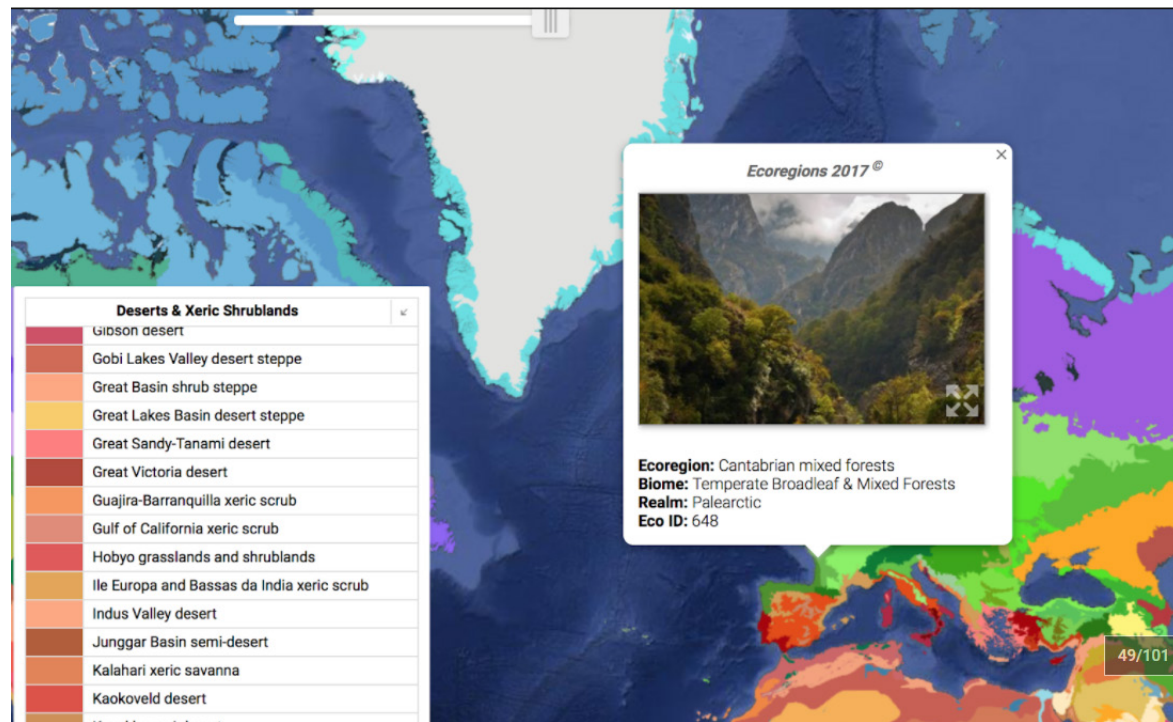 Ecoregions 2017 ©
Ecoregion: Cantabrian mixed forests
Biome: Temperate Broadleaf & Mixed Forests
Realm: Palearctic
Eco ID: 648
Deserts & Xeric Shrublands
Gibson desert
Gobi Lakes Valley desert steppe
Great Basin shrub steppe
Great Lakes Basin desert steppe
Great Sandy-Tanami desert
Great Victoria desert
Guajira-Barranquilla xeric scrub
Gulf of California xeric scrub
Hobyo grasslands and shrublands
Ile Europa and Bassas da India xeric scrub
Indus Valley desert
Junggar Basin semi-desert
Kalahari xeric savanna
Kaokoveld desert
49/101